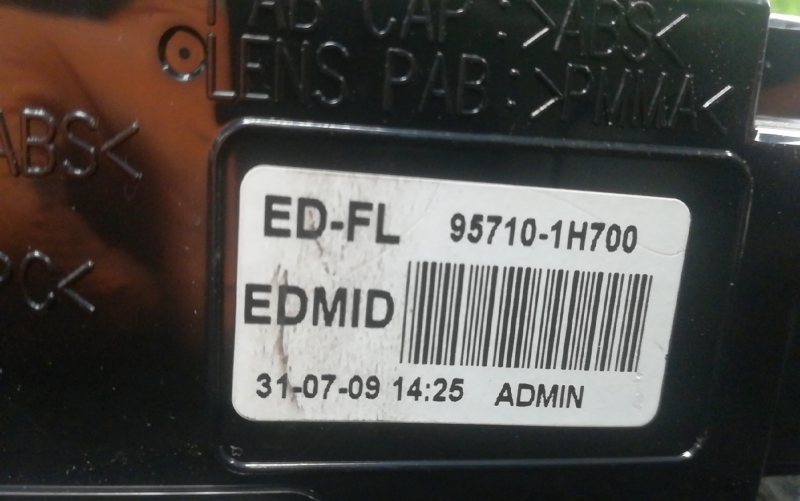 PAB CAP : >ABS<
LENS PAB : >PMMA<
ABS<
PC<
ED-FL 95710-1H700
EDMID
31-07-09 14:25 ADMIN